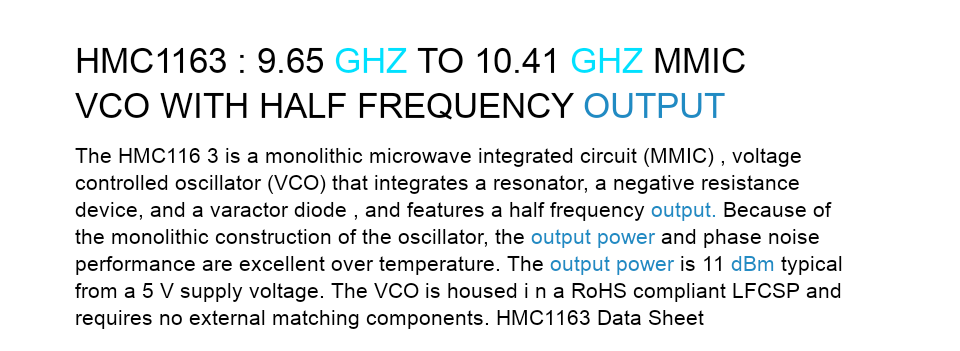 HMC1163 : 9.65 GHZ TO 10.41 GHZ MMIC
VCO WITH HALF FREQUENCY OUTPUT
The HMC116 3 is a monolithic microwave integrated circuit (MMIC) , voltage
controlled oscillator (VCO) that integrates a resonator, a negative resistance
device, and a varactor diode , and features a half frequency output. Because of
the monolithic construction of the oscillator, the output power and phase noise
performance are excellent over temperature. The output power is 11 dBm typical
from a 5 V supply voltage. The VCO is housed i n a RoHS compliant LFCSP and
requires no external matching components. HMC1163 Data Sheet